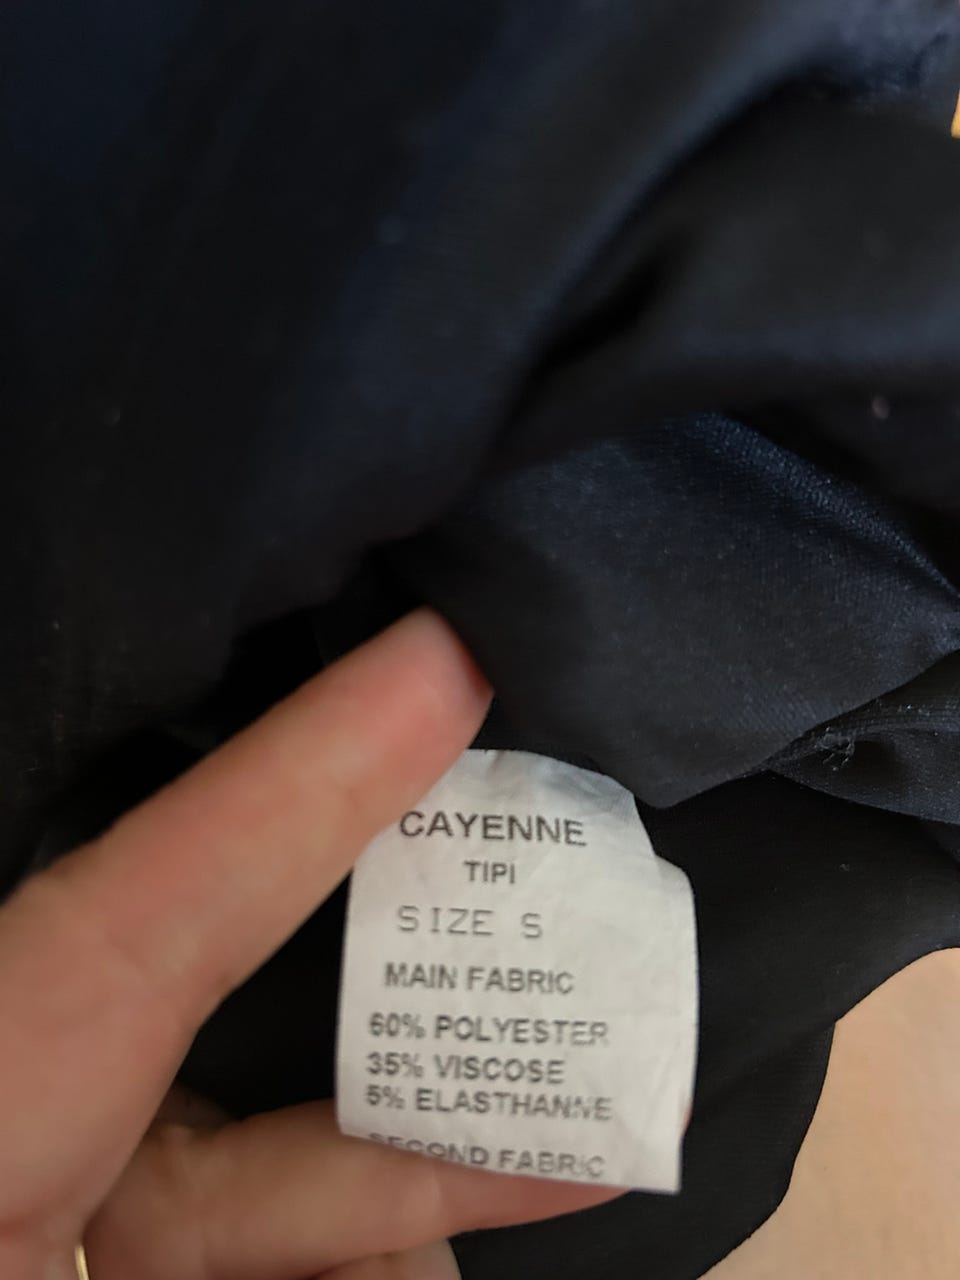 CAYENNE
TIPI
SIZE S
MAIN FABRIC
60% POLYESTER
35% VISCOSE
5% ELASTHANNE
SECOND FABRIC